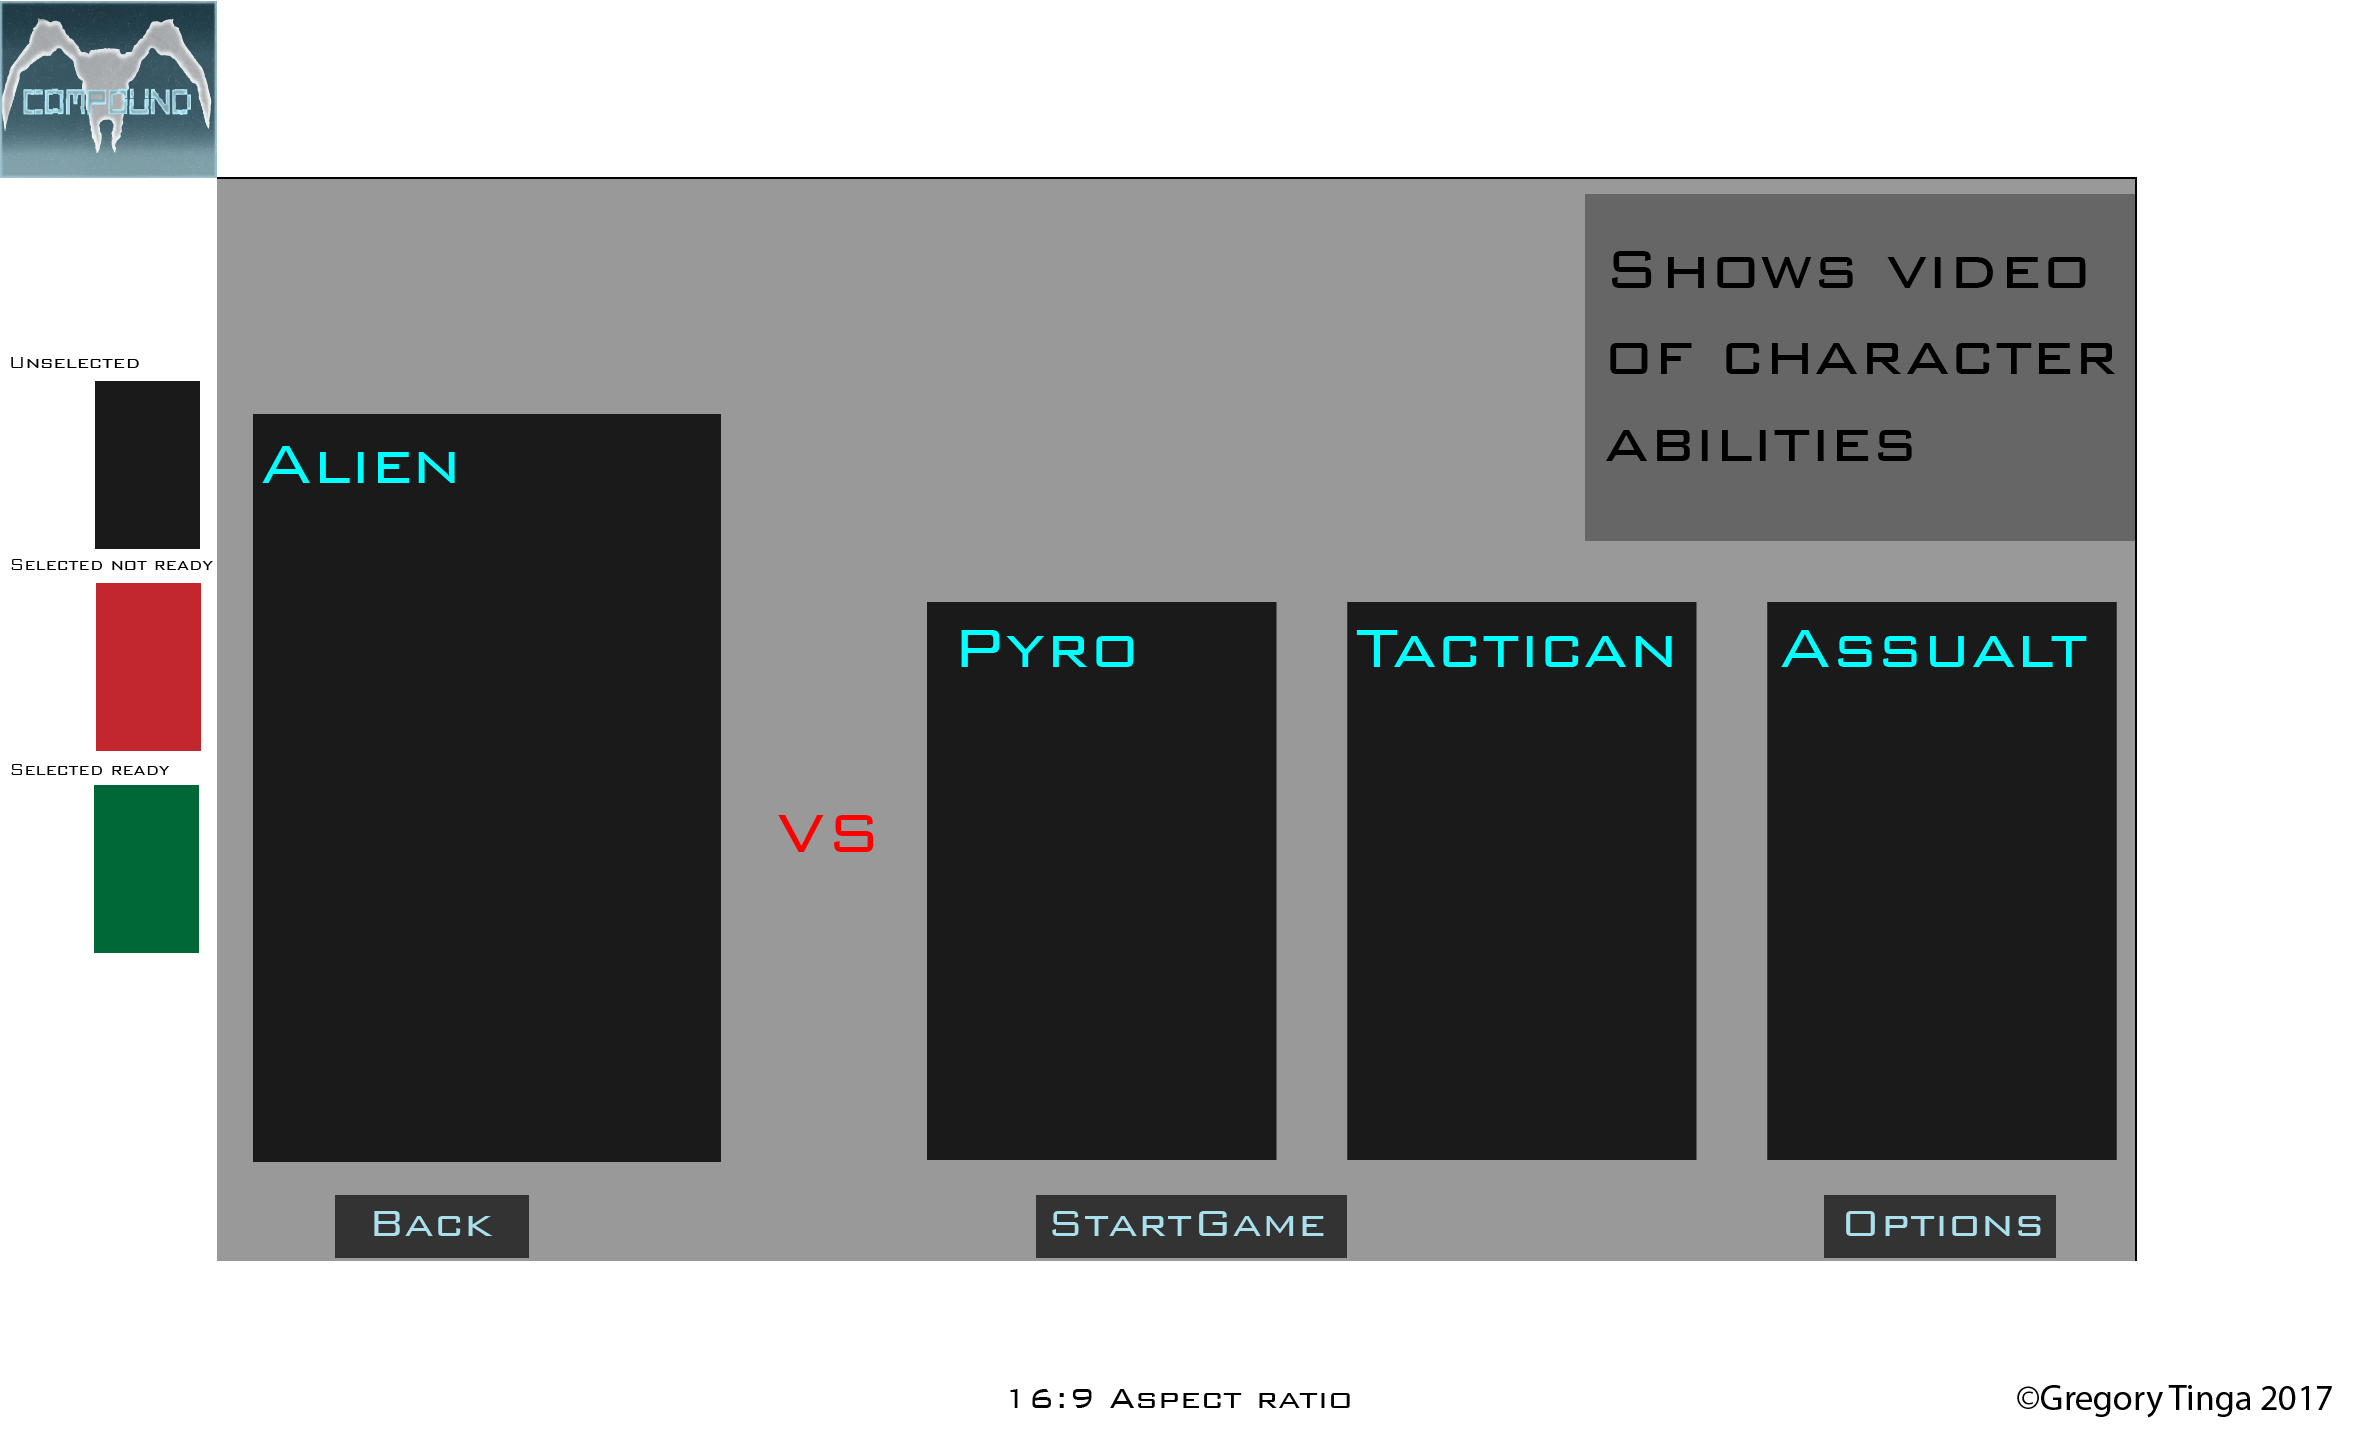 COMPOUND
Shows video
of character
abilities
Unselected
Alien
Selected not ready
Pyro
Tactican
Assualt
Selected ready
vs
Back
StartGame
Options
16:9 Aspect ratio
©Gregory Tinga 2017